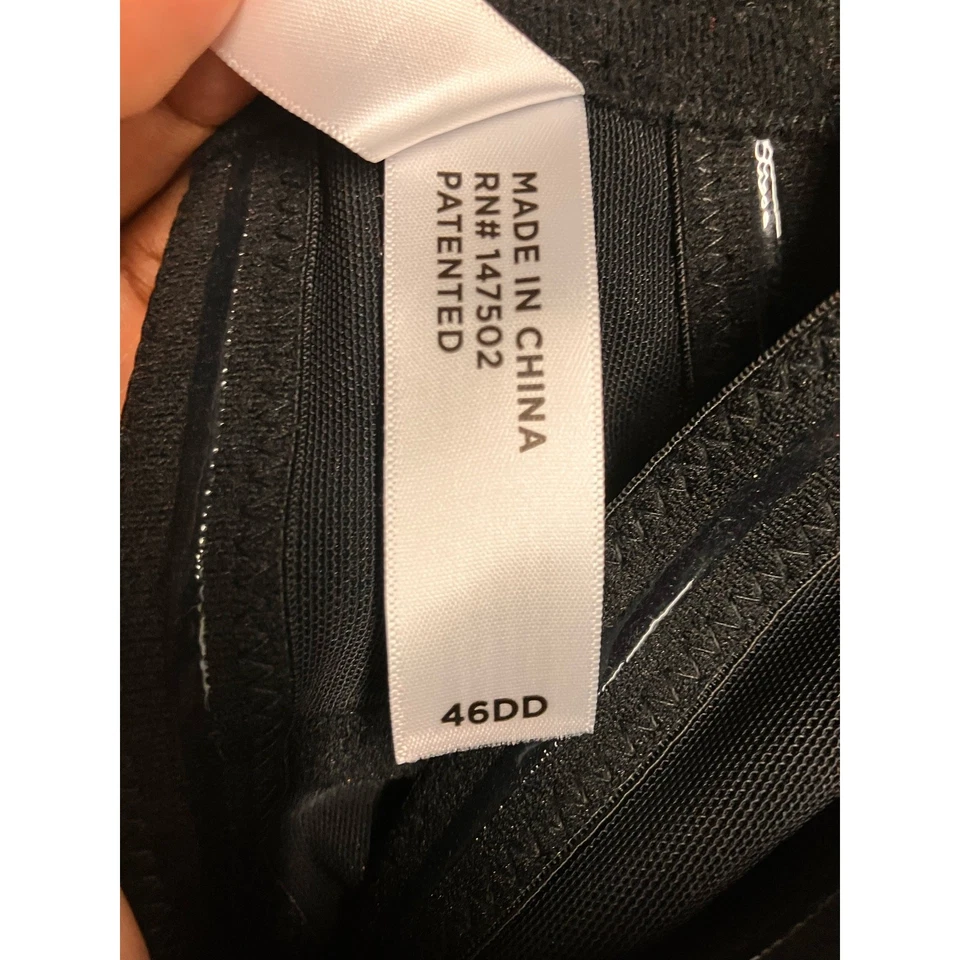 MADE IN CHINA
RN# 147502
PATENTED
46DD